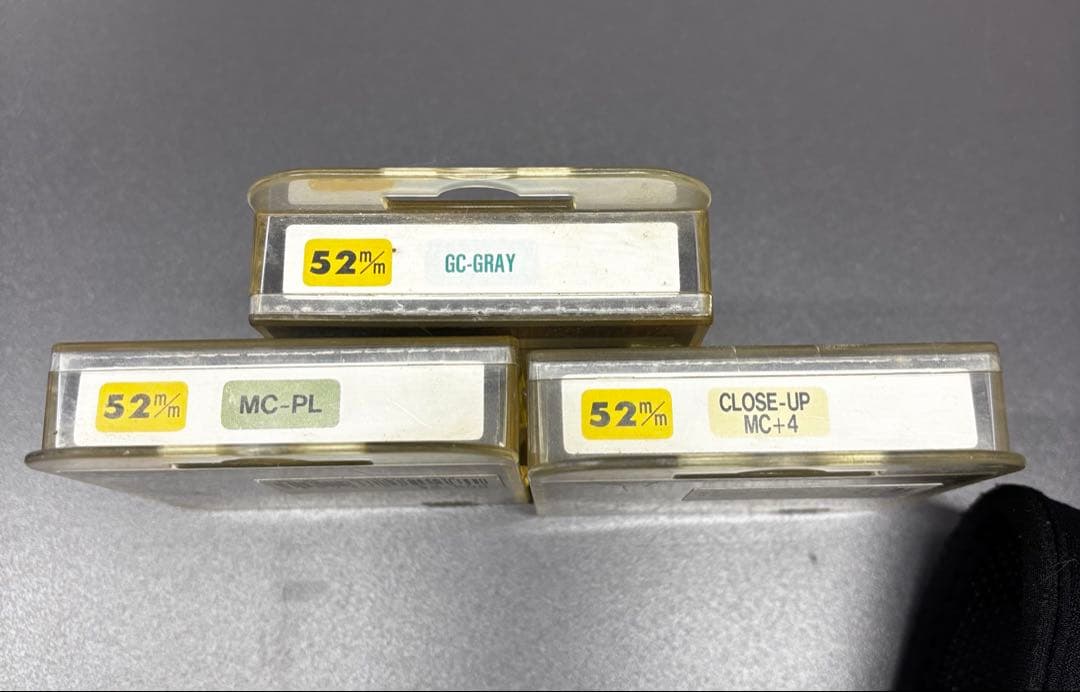 52m/m GC-GRAY
52m/m MC-PL
52m/m CLOSE-UP
MC+4